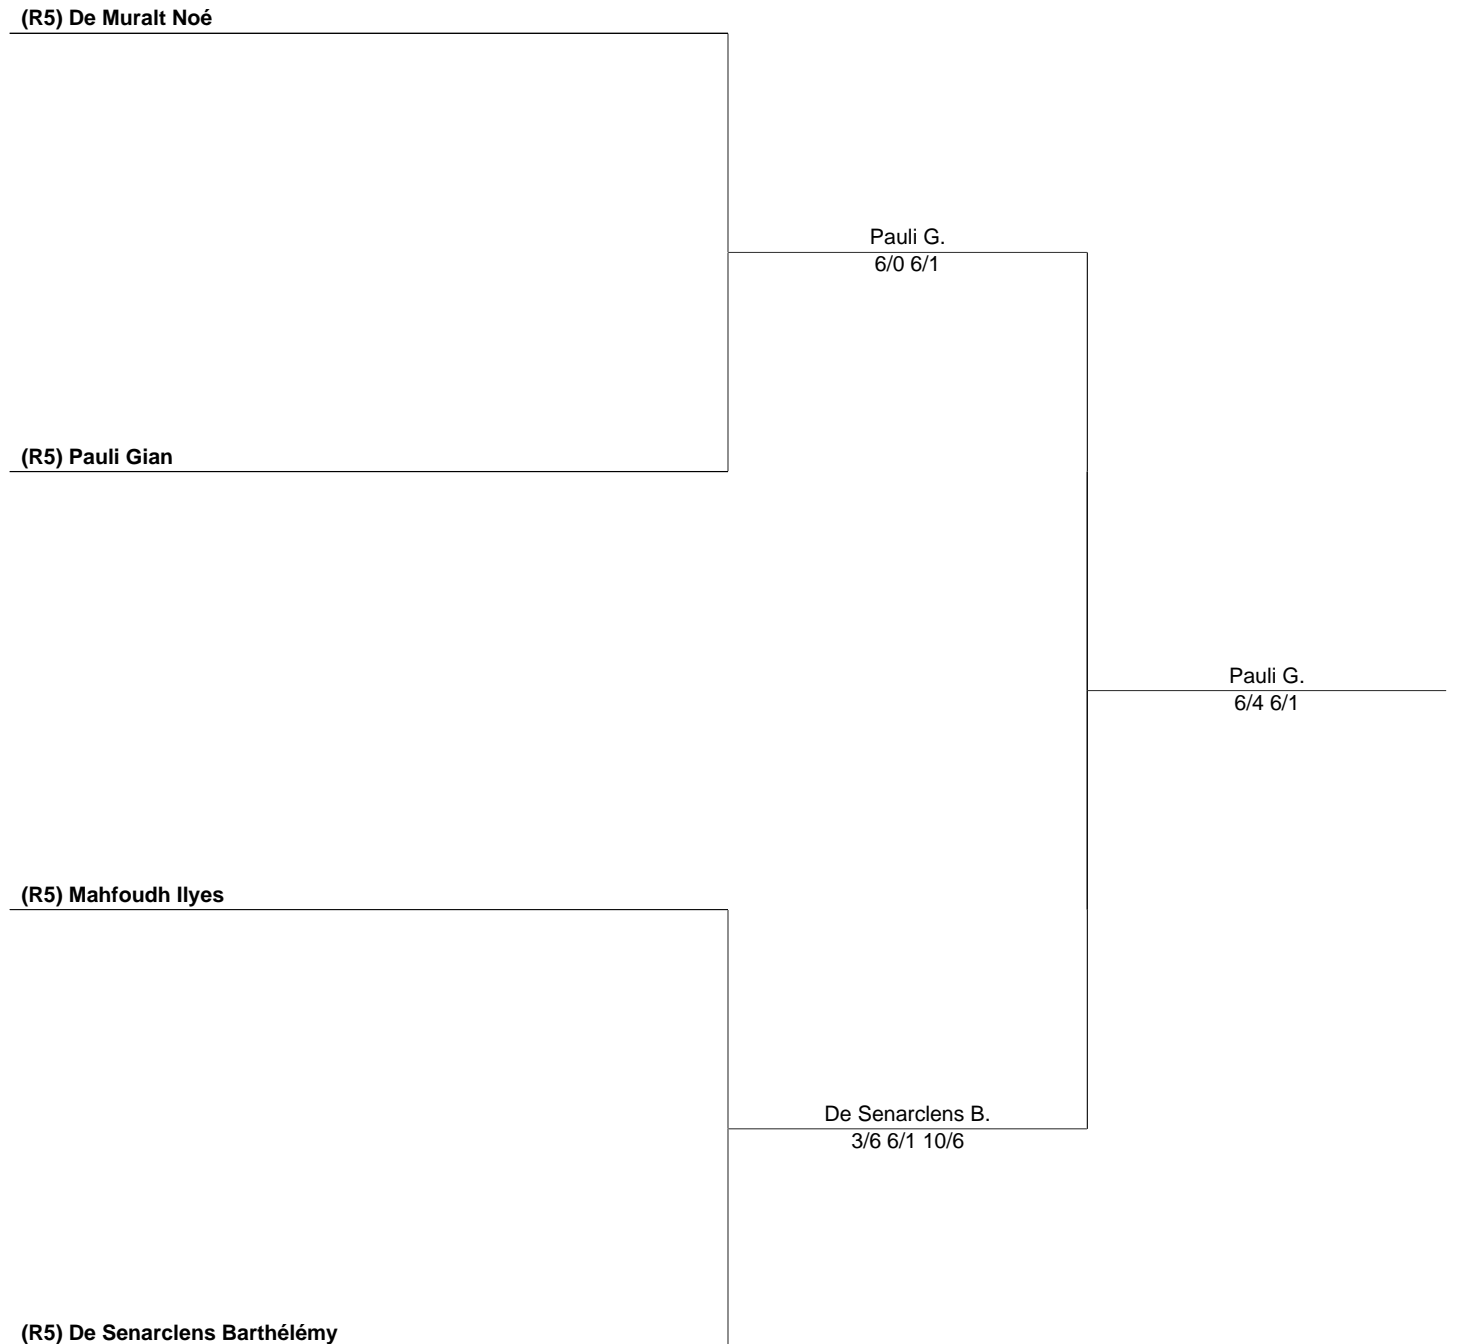 (R5) De Muralt Noé
Pauli G.
6/0 6/1
(R5) Pauli Gian
Pauli G.
6/4 6/1
(R5) Mahfoudh Ilyes
De Senarclens B.
3/6 6/1 10/6
(R5) De Senarclens Barthélémy